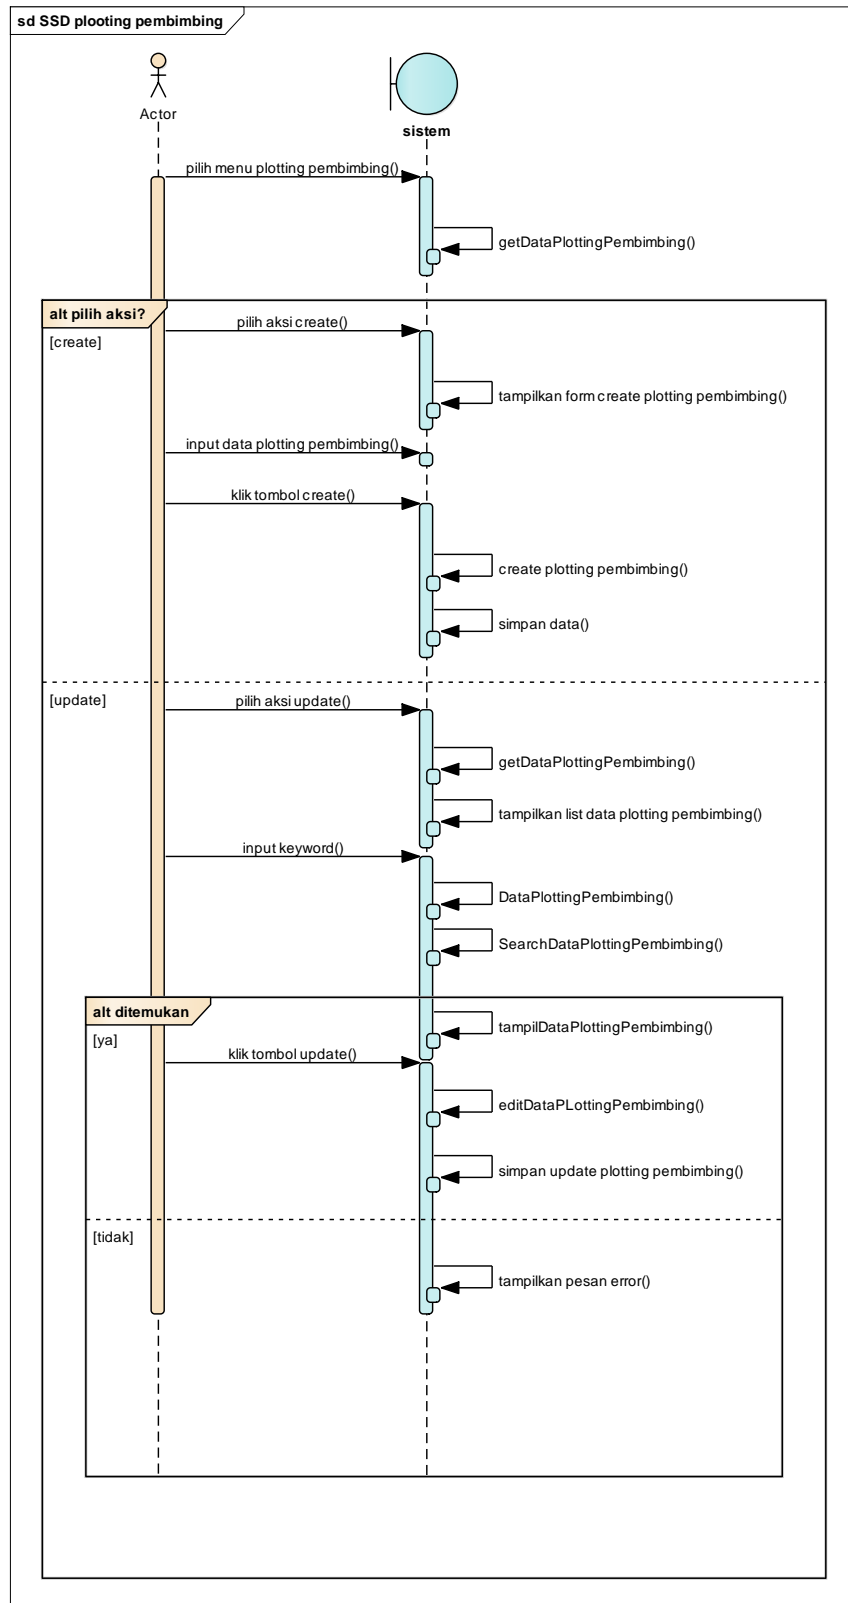 sd SSD plooting pembimbing
Actor
sistem
pilih menu plotting pembimbing()
getDataPlottingPembimbing()
alt pilih aksi?
[create]
pilih aksi create()
tampilkan form create plotting pembimbing()
input data plotting pembimbing()
klik tombol create()
create plotting pembimbing()
simpan data()
[update]
pilih aksi update()
getDataPlottingPembimbing()
tampilkan list data plotting pembimbing()
input keyword()
DataPlottingPembimbing()
SearchDataPlottingPembimbing()
alt ditemukan
[ya]
tampilDataPlottingPembimbing()
klik tombol update()
editDataPLottingPembimbing()
simpan update plotting pembimbing()
[tidak]
tampilkan pesan error()